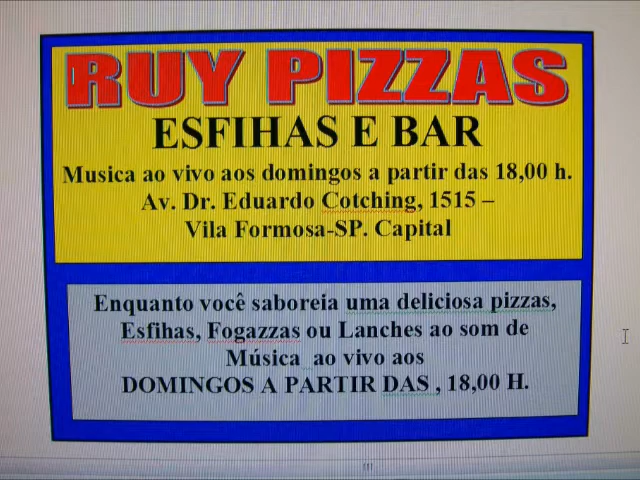 RUY PIZZAS
ESFIHAS E BAR
Musica ao vivo aos domingos a partir das 18,00 h.
Av. Dr. Eduardo Cotching, 1515 –
Vila Formosa-SP. Capital
Enquanto você saboreia uma deliciosa pizzas,
Esfihas, Fogazzas ou Lanches ao som de
Música  ao vivo aos
DOMINGOS A PARTIR DAS , 18,00 H.